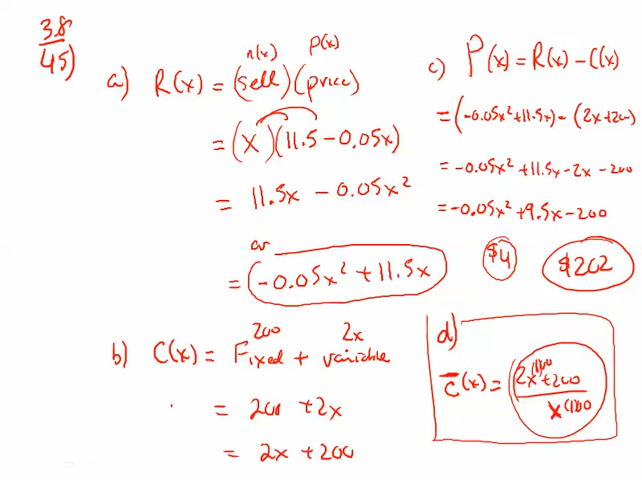 38
45)
a) R(x) = (sell)(price)
n(x) p(x)
= (x)(11.5 - 0.05x)
= 11.5x - 0.05x²
or
= -0.05x² + 11.5x
b) C(x) = Fixed + variable
200 2x
= 200 + 2x
= 2x + 200
c) P(x) = R(x) - C(x)
= (-0.05x² + 11.5x) - (2x + 200)
= -0.05x² + 11.5x - 2x - 200
= -0.05x² + 9.5x - 200
$4 $202
d)
C̅(x) = 2x(100) + 200
x(100)